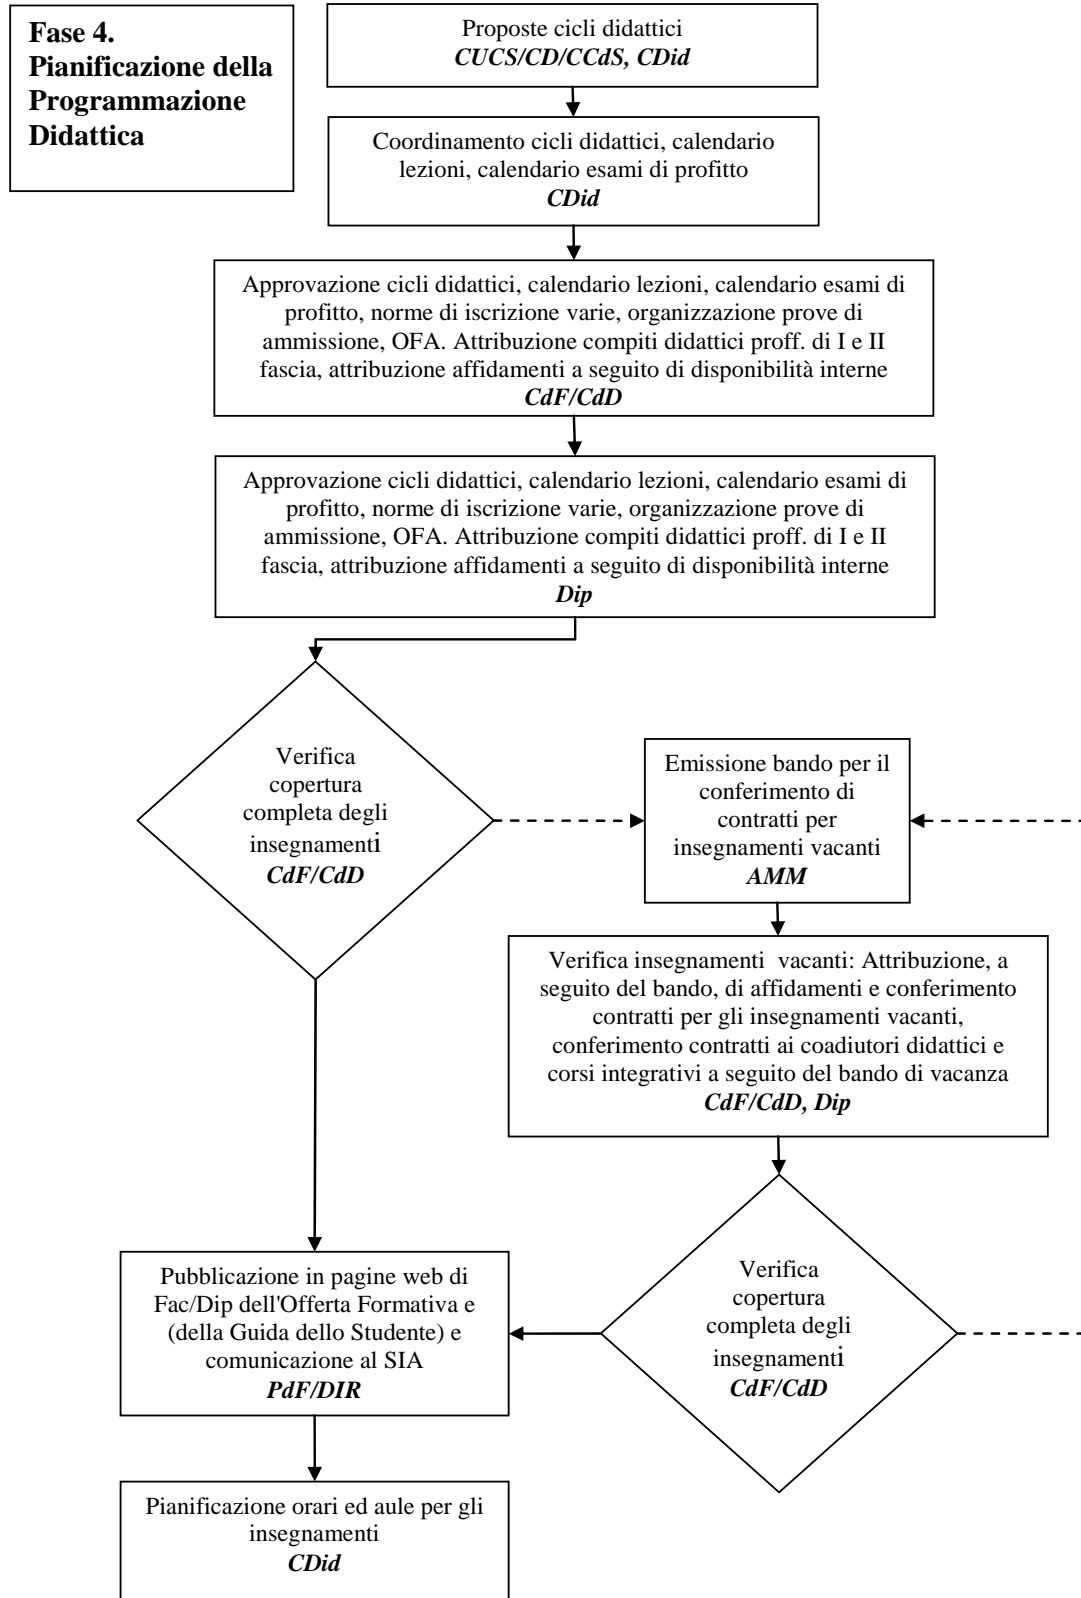 Fase 4.
Pianificazione della
Programmazione
Didattica
Proposte cicli didattici
CUCS/CD/CCdS, CDid
Coordinamento cicli didattici, calendario
lezioni, calendario esami di profitto
CDid
Approvazione cicli didattici, calendario lezioni, calendario esami di
profitto, norme di iscrizione varie, organizzazione prove di
ammissione, OFA. Attribuzione compiti didattici proff. di I e II
fascia, attribuzione affidamenti a seguito di disponibilità interne
CdF/CdD
Approvazione cicli didattici, calendario lezioni, calendario esami di
profitto, norme di iscrizione varie, organizzazione prove di
ammissione, OFA. Attribuzione compiti didattici proff. di I e II
fascia, attribuzione affidamenti a seguito di disponibilità interne
Dip
Verifica
copertura
completa degli
insegnamenti
CdF/CdD
Emissione bando per il
conferimento di
contratti per
insegnamenti vacanti
AMM
Verifica insegnamenti vacanti: Attribuzione, a
seguito del bando, di affidamenti e conferimento
contratti per gli insegnamenti vacanti,
conferimento contratti ai coadiutori didattici e
corsi integrativi a seguito del bando di vacanza
CdF/CdD, Dip
Verifica
copertura
completa degli
insegnamenti
CdF/CdD
Pubblicazione in pagine web di
Fac/Dip dell'Offerta Formativa e
(della Guida dello Studente) e
comunicazione al SIA
PdF/DIR
Pianificazione orari ed aule per gli
insegnamenti
CDid